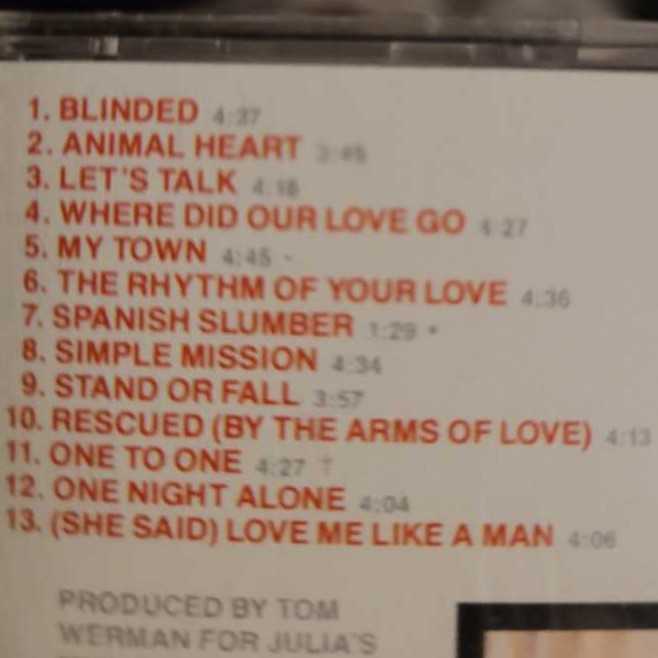 1. BLINDED 4:37
2. ANIMAL HEART 3:45
3. LET'S TALK 4:18
4. WHERE DID OUR LOVE GO 4:27
5. MY TOWN 4:45 •
6. THE RHYTHM OF YOUR LOVE 4:36
7. SPANISH SLUMBER 1:29 •
8. SIMPLE MISSION 4:34
9. STAND OR FALL 3:57
10. RESCUED (BY THE ARMS OF LOVE) 4:13
11. ONE TO ONE 4:27 †
12. ONE NIGHT ALONE 4:04
13. (SHE SAID) LOVE ME LIKE A MAN 4:06
PRODUCED BY TOM
WERMAN FOR JULIA'S